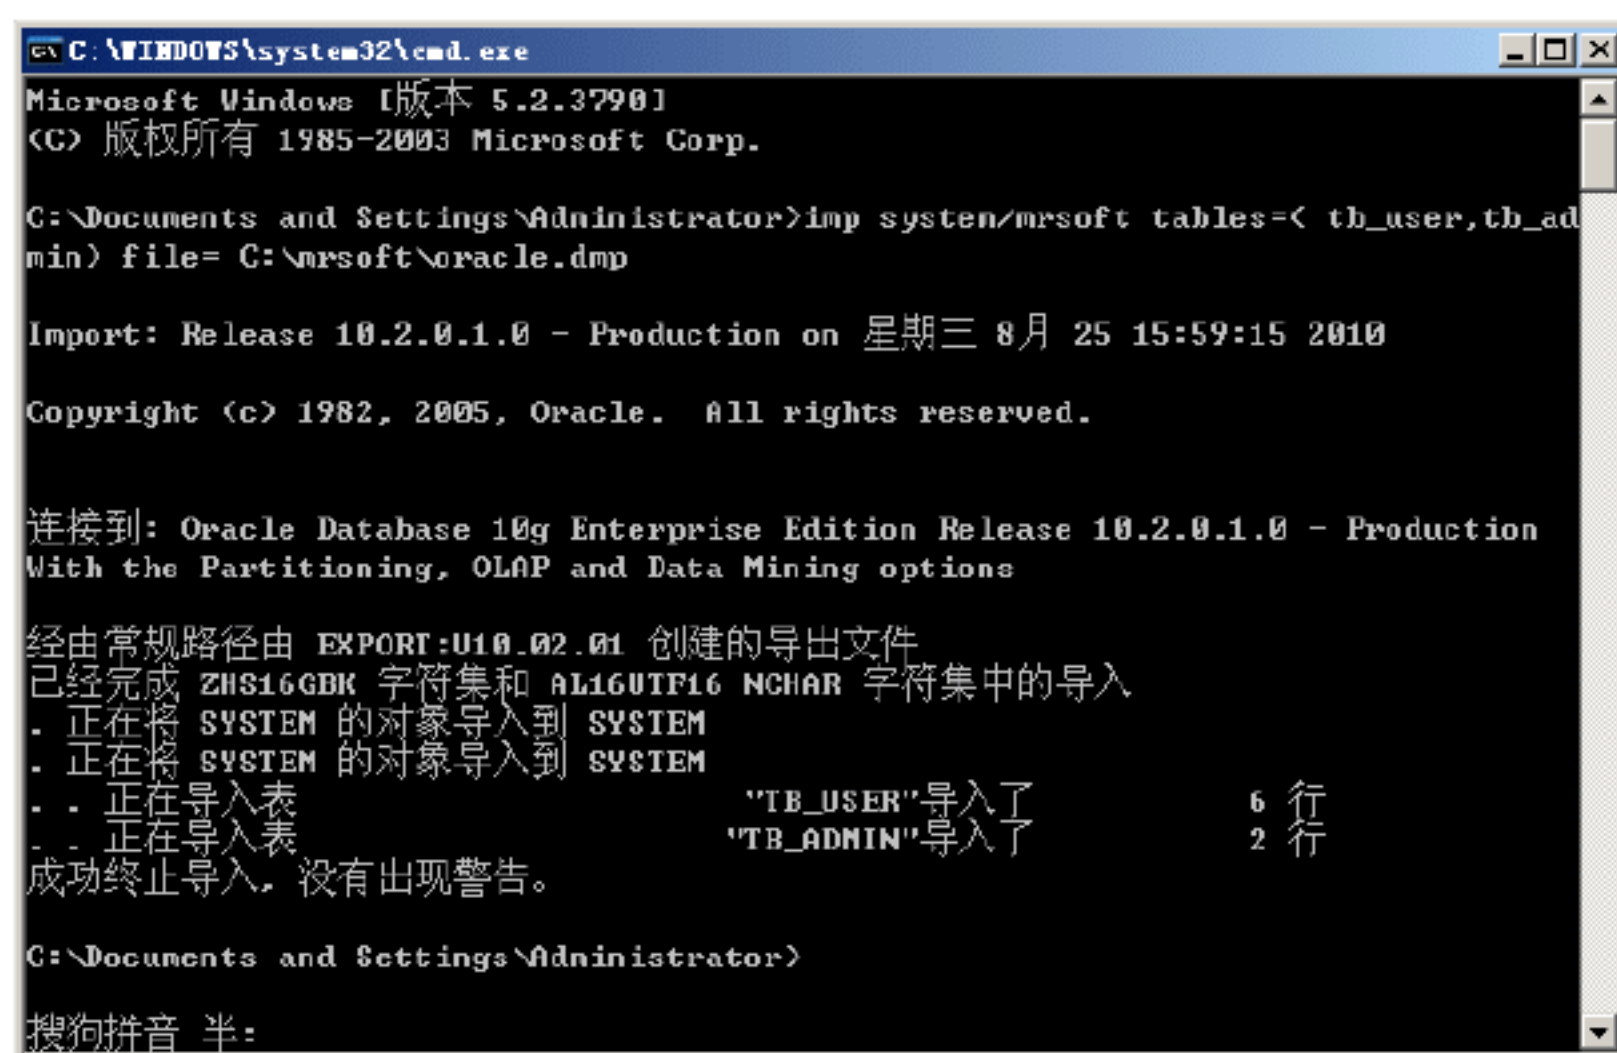 C:\WINDOWS\system32\cmd.exe
Microsoft Windows [版本 5.2.3790]
(C) 版权所有 1985-2003 Microsoft Corp.
C:\Documents and Settings\Administrator>imp system/mrsoft tables=( tb_user,tb_ad
min) file= C:\mrsoft\oracle.dmp
Import: Release 10.2.0.1.0 - Production on 星期三 8月 25 15:59:15 2010
Copyright (c) 1982, 2005, Oracle.  All rights reserved.
连接到: Oracle Database 10g Enterprise Edition Release 10.2.0.1.0 - Production
With the Partitioning, OLAP and Data Mining options
经由常规路径由 EXPORT:V10.02.01 创建的导出文件
已经完成 ZHS16GBK 字符集和 AL16UTF16 NCHAR 字符集中的导入
. 正在将 SYSTEM 的对象导入到 SYSTEM
. 正在将 SYSTEM 的对象导入到 SYSTEM
. . 正在导入表 "TB_USER"导入了 6 行
. . 正在导入表 "TB_ADMIN"导入了 2 行
成功终止导入, 没有出现警告。
C:\Documents and Settings\Administrator>
搜狗拼音 半: